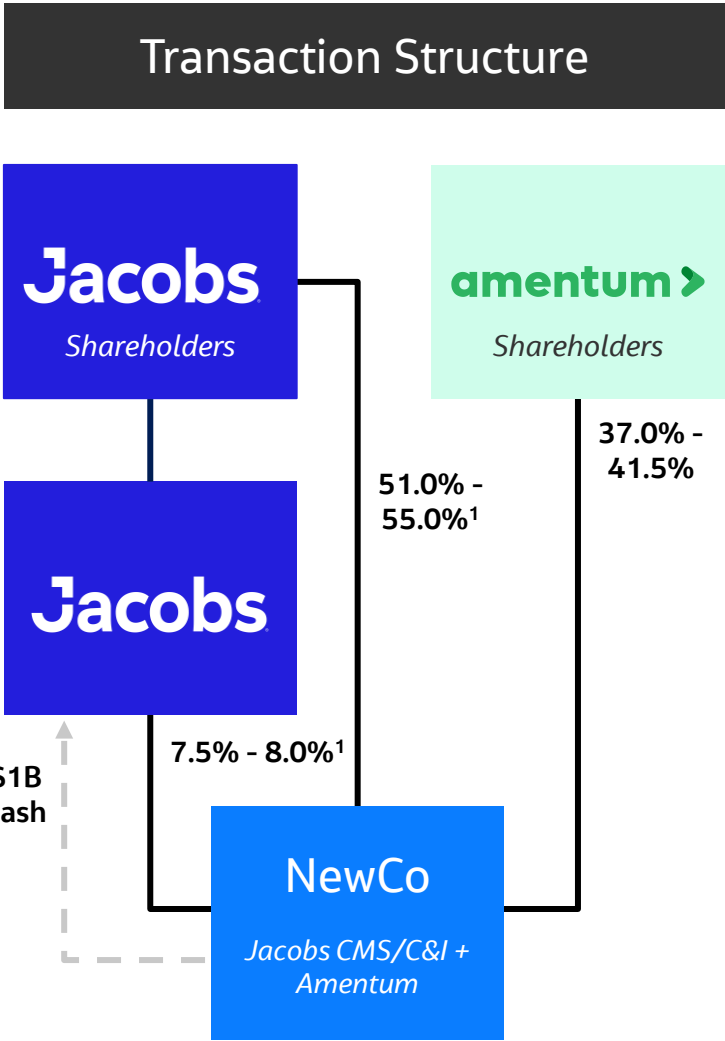 Transaction Structure
Jacobs
Shareholders
amentum
Shareholders
37.0% -
41.5%
51.0% -
55.0%¹
Jacobs
7.5% - 8.0%¹
NewCo
Jacobs CMS/C&I +
Amentum